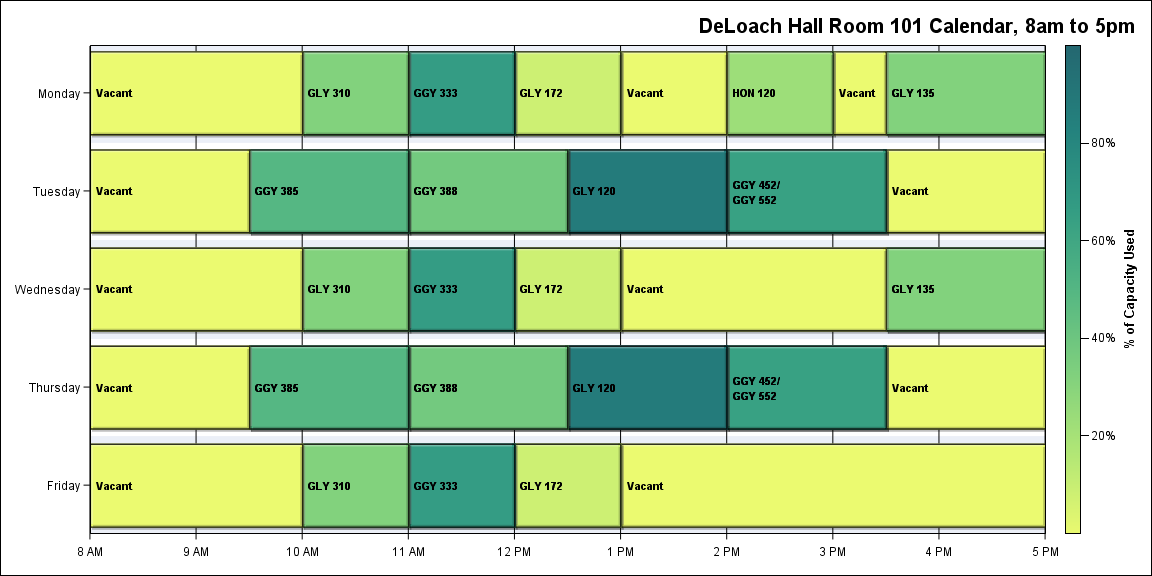 DeLoach Hall Room 101 Calendar, 8am to 5pm
Monday
Vacant
GLY 310
GGY 333
GLY 172
Vacant
HON 120
Vacant
GLY 135
Tuesday
Vacant
GGY 385
GGY 388
GLY 120
GGY 452/
GGY 552
Vacant
Wednesday
Vacant
GLY 310
GGY 333
GLY 172
Vacant
GLY 135
Thursday
Vacant
GGY 385
GGY 388
GLY 120
GGY 452/
GGY 552
Vacant
Friday
Vacant
GLY 310
GGY 333
GLY 172
Vacant
8 AM
9 AM
10 AM
11 AM
12 PM
1 PM
2 PM
3 PM
4 PM
5 PM
80%
60%
40%
20%
% of Capacity Used